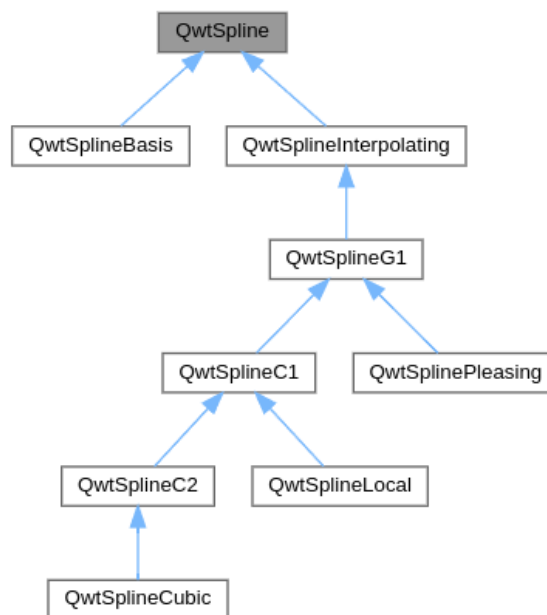 QwtSpline
QwtSplineBasis
QwtSplineInterpolating
QwtSplineG1
QwtSplineC1
QwtSplinePleasing
QwtSplineC2
QwtSplineLocal
QwtSplineCubic